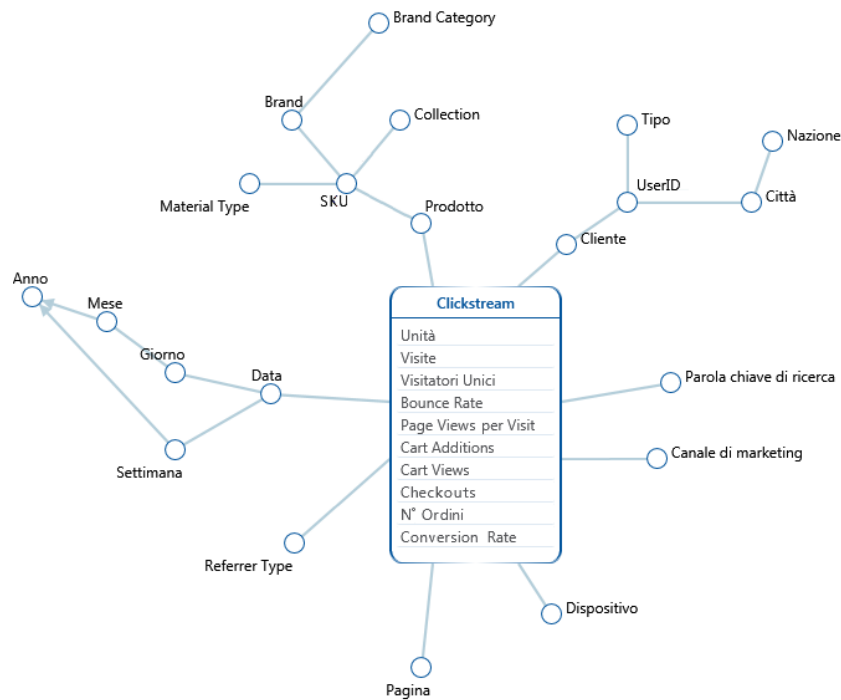 Brand Category
Brand
Collection
Tipo
Nazione
Material Type
SKU
Prodotto
UserID
Città
Cliente
Anno
Mese
Giorno
Data
Settimana
Clickstream
Unità
Visite
Visitatori Unici
Bounce Rate
Page Views per Visit
Cart Additions
Cart Views
Checkouts
N° Ordini
Conversion Rate
Parola chiave di ricerca
Canale di marketing
Referrer Type
Dispositivo
Pagina